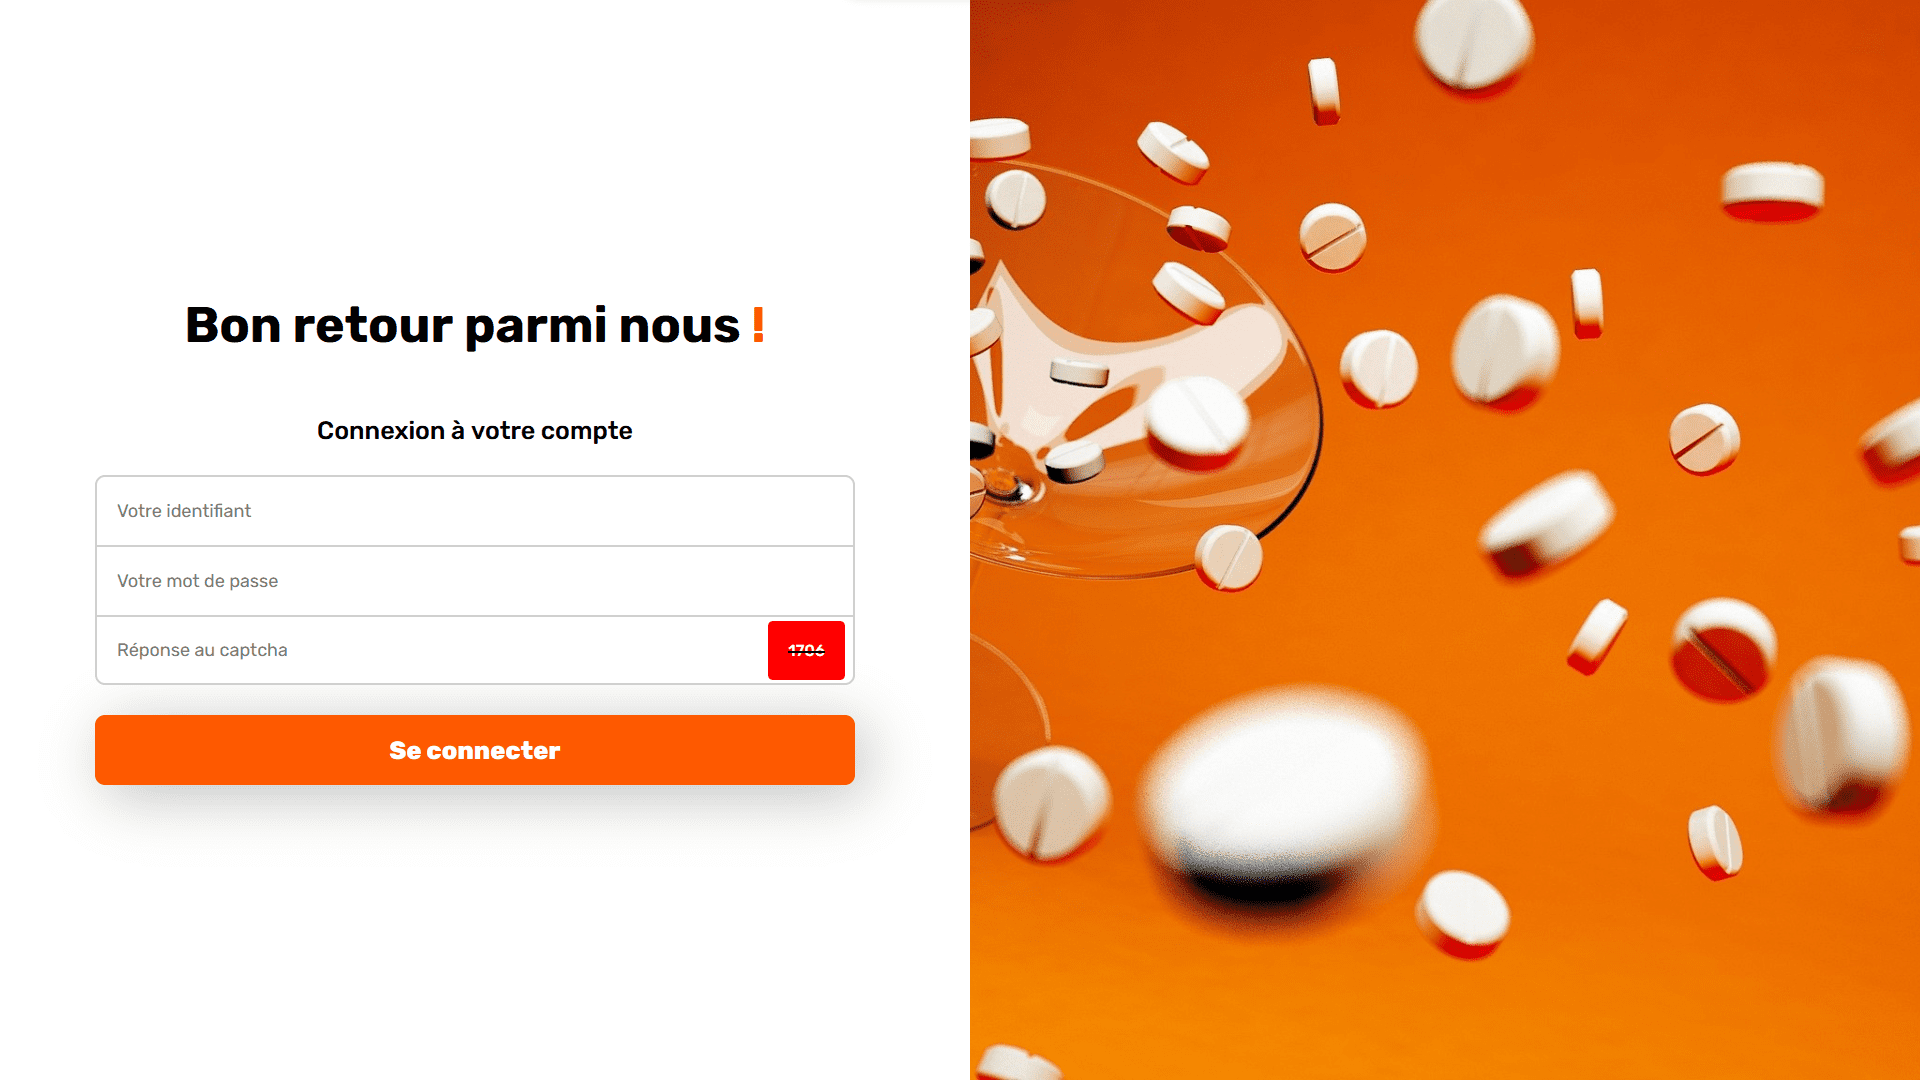 Bon retour parmi nous !
Connexion à votre compte
Votre identifiant
Votre mot de passe
Réponse au captcha
1706
Se connecter